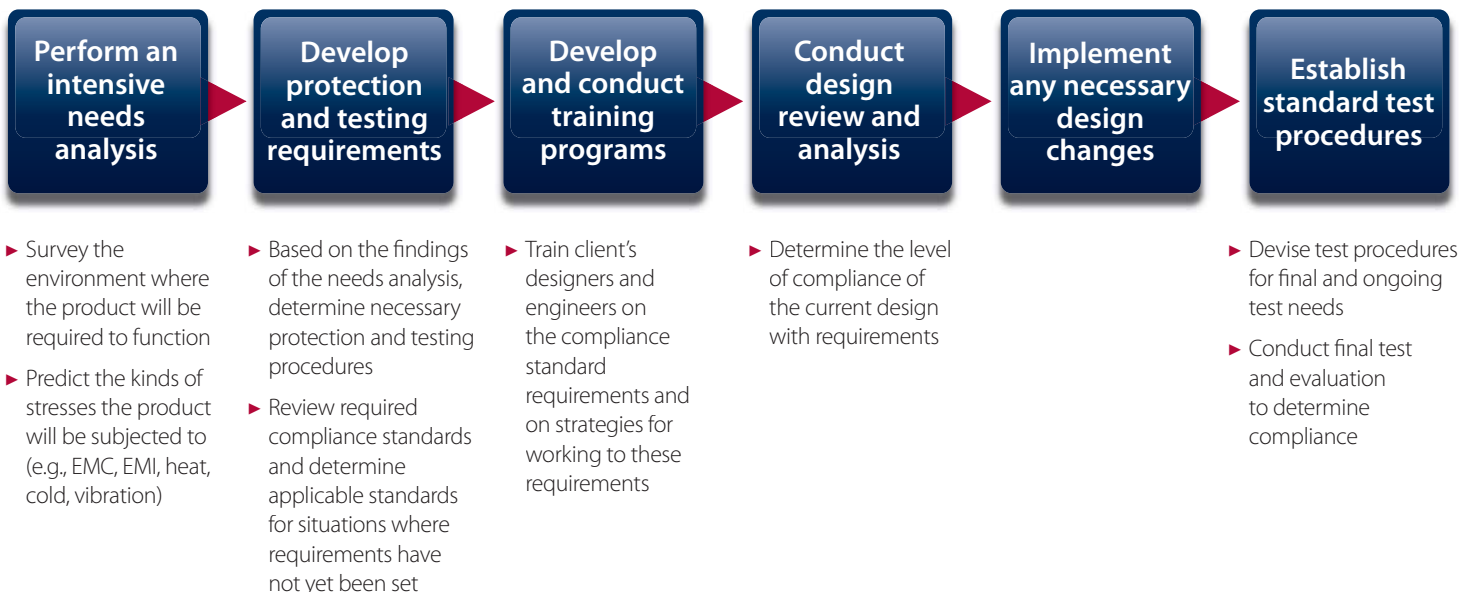 Perform an
intensive
needs
analysis
Develop
protection
and testing
requirements
Develop
and conduct
training
programs
Conduct
design
review and
analysis
Implement
any necessary
design
changes
Establish
standard test
procedures
► Survey the
environment where
the product will be
required to function
► Predict the kinds of
stresses the product
will be subjected to
(e.g., EMC, EMI, heat,
cold, vibration)
► Based on the findings
of the needs analysis,
determine necessary
protection and testing
procedures
► Review required
compliance standards
and determine
applicable standards
for situations where
requirements have
not yet been set
► Train client’s
designers and
engineers on
the compliance
standard
requirements and
on strategies for
working to these
requirements
► Determine the level
of compliance of
the current design
with requirements
► Devise test procedures
for final and ongoing
test needs
► Conduct final test
and evaluation
to determine
compliance